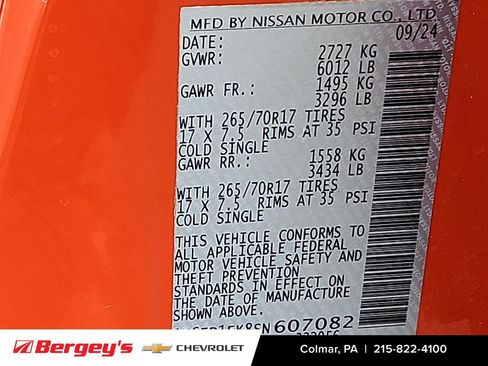 MFD BY NISSAN MOTOR CO., LTD.
DATE: 09/24
GVWR: 2727 KG
6012 LB
GAWR FR.: 1495 KG
3296 LB
WITH 265/70R17 TIRES
17 X 7.5 RIMS AT 35 PSI
COLD SINGLE
GAWR RR.: 1558 KG
3434 LB
WITH 265/70R17 TIRES
17 X 7.5 RIMS AT 35 PSI
COLD SINGLE
THIS VEHICLE CONFORMS TO
ALL APPLICABLE FEDERAL
MOTOR VEHICLE SAFETY AND
THEFT PREVENTION
STANDARDS IN EFFECT ON
THE DATE OF MANUFACTURE
SHOWN ABOVE.
607082
Bergey's CHEVROLET Colmar, PA | 215-822-4100